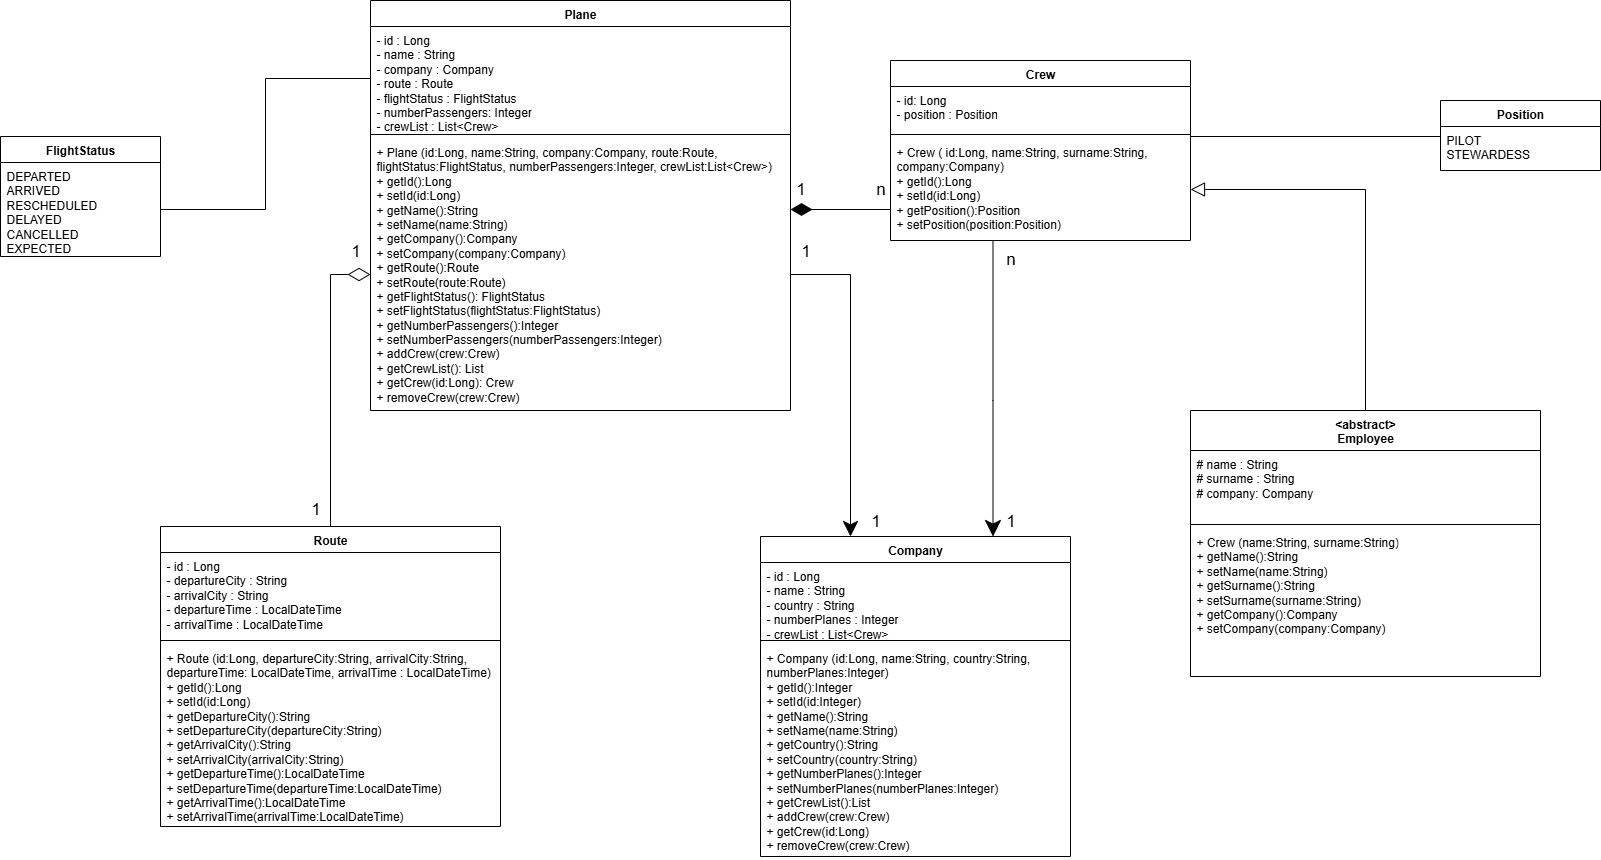 Plane
- id : Long
- name : String
- company : Company
- route : Route
- flightStatus : FlightStatus
- numberPassengers: Integer
- crewList : List<Crew>
+ Plane (id:Long, name:String, company:Company, route:Route,
flightStatus:FlightStatus, numberPassengers:Integer, crewList:List<Crew>)
+ getId():Long
+ setId(id:Long)
+ getName():String
+ setName(name:String)
+ getCompany():Company
+ setCompany(company:Company)
+ getRoute():Route
+ setRoute(route:Route)
+ getFlightStatus(): FlightStatus
+ setFlightStatus(flightStatus:FlightStatus)
+ getNumberPassengers():Integer
+ setNumberPassengers(numberPassengers:Integer)
+ addCrew(crew:Crew)
+ getCrewList(): List
+ getCrew(id:Long): Crew
+ removeCrew(crew:Crew)
FlightStatus
DEPARTED
ARRIVED
RESCHEDULED
DELAYED
CANCELLED
EXPECTED
Crew
- id: Long
- position : Position
+ Crew ( id:Long, name:String, surname:String,
company:Company)
+ getId():Long
+ setId(id:Long)
+ getPosition():Position
+ setPosition(position:Position)
Position
PILOT
STEWARDESS
1
n
1
1
n
1
1
1
Route
- id : Long
- departureCity : String
- arrivalCity : String
- departureTime : LocalDateTime
- arrivalTime : LocalDateTime
+ Route (id:Long, departureCity:String, arrivalCity:String,
departureTime: LocalDateTime, arrivalTime : LocalDateTime)
+ getId():Long
+ setId(id:Long)
+ getDepartureCity():String
+ setDepartureCity(departureCity:String)
+ getArrivalCity():String
+ setArrivalCity(arrivalCity:String)
+ getDepartureTime():LocalDateTime
+ setDepartureTime(departureTime:LocalDateTime)
+ getArrivalTime():LocalDateTime
+ setArrivalTime(arrivalTime:LocalDateTime)
Company
- id : Long
- name : String
- country : String
- numberPlanes : Integer
- crewList : List<Crew>
+ Company (id:Long, name:String, country:String,
numberPlanes:Integer)
+ getId():Integer
+ setId(id:Integer)
+ getName():String
+ setName(name:String)
+ getCountry():String
+ setCountry(country:String)
+ getNumberPlanes():Integer
+ setNumberPlanes(numberPlanes:Integer)
+ getCrewList():List
+ addCrew(crew:Crew)
+ getCrew(id:Long)
+ removeCrew(crew:Crew)
<abstract>
Employee
# name : String
# surname : String
# company: Company
+ Crew (name:String, surname:String)
+ getName():String
+ setName(name:String)
+ getSurname():String
+ setSurname(surname:String)
+ getCompany():Company
+ setCompany(company:Company)